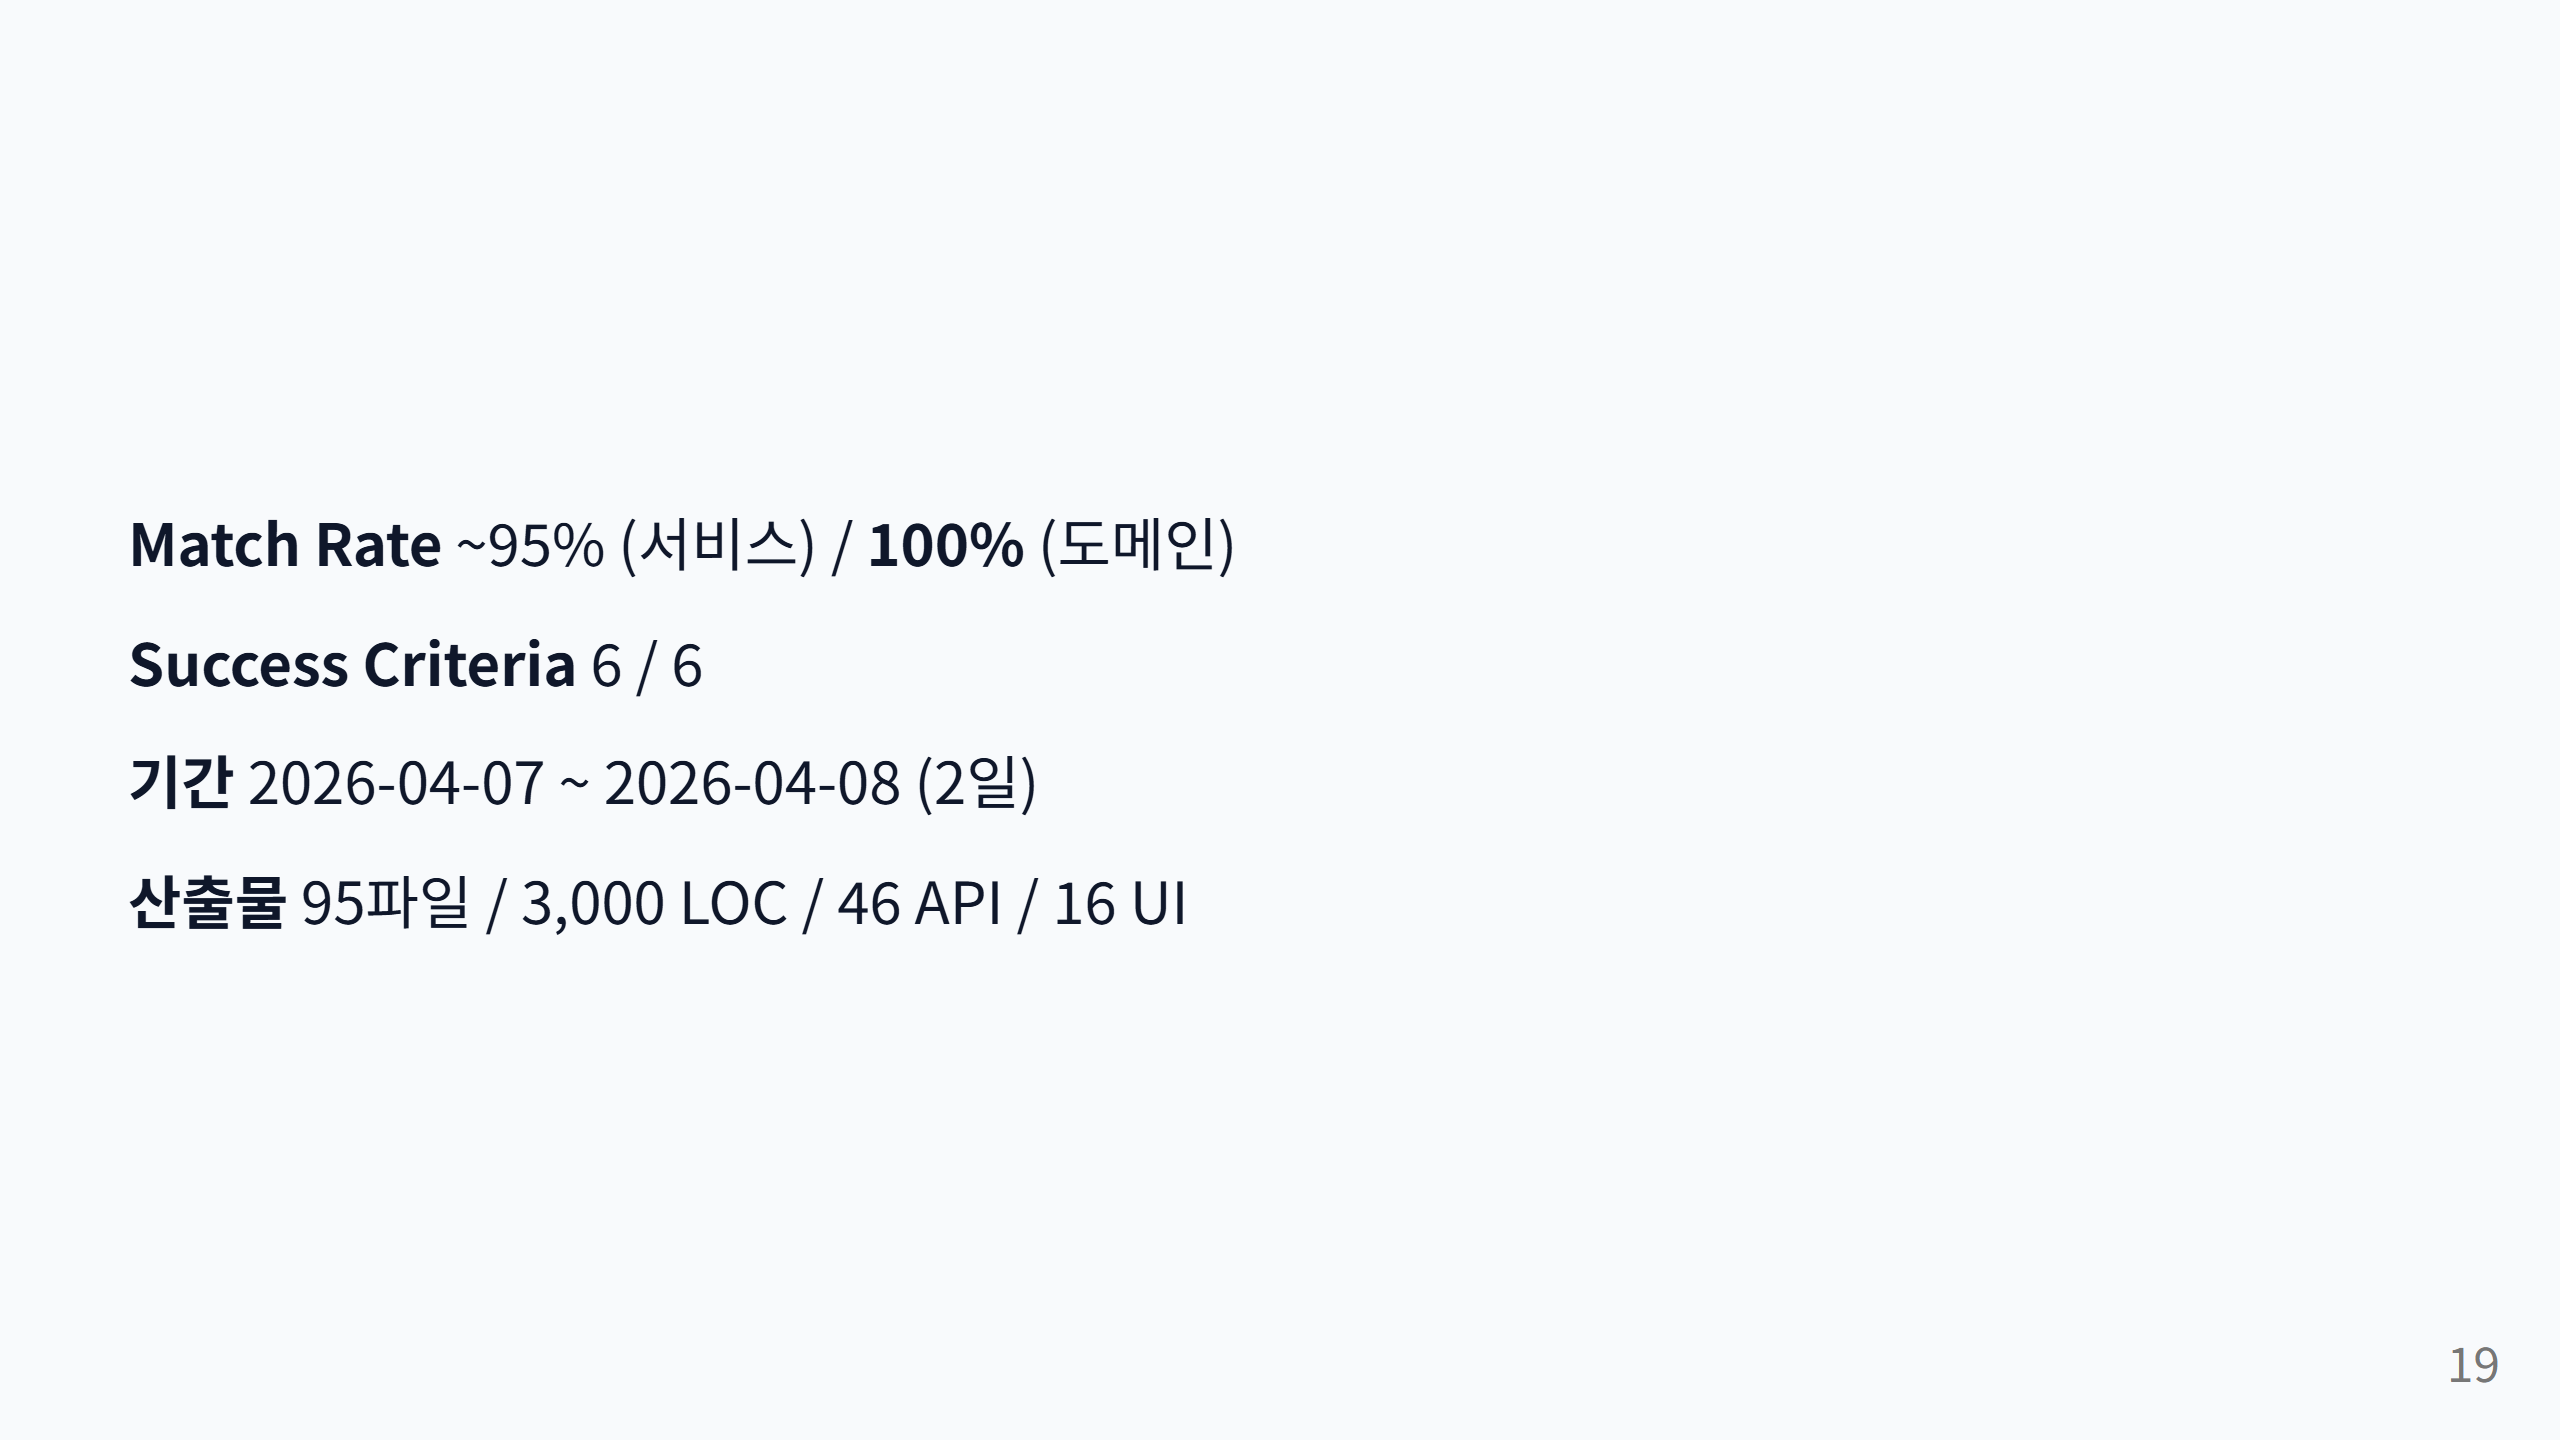 Match Rate ~95% (서비스) / 100% (도메인)
Success Criteria 6 / 6
기간 2026-04-07 ~ 2026-04-08 (2일)
산출물 95파일 / 3,000 LOC / 46 API / 16 UI
19